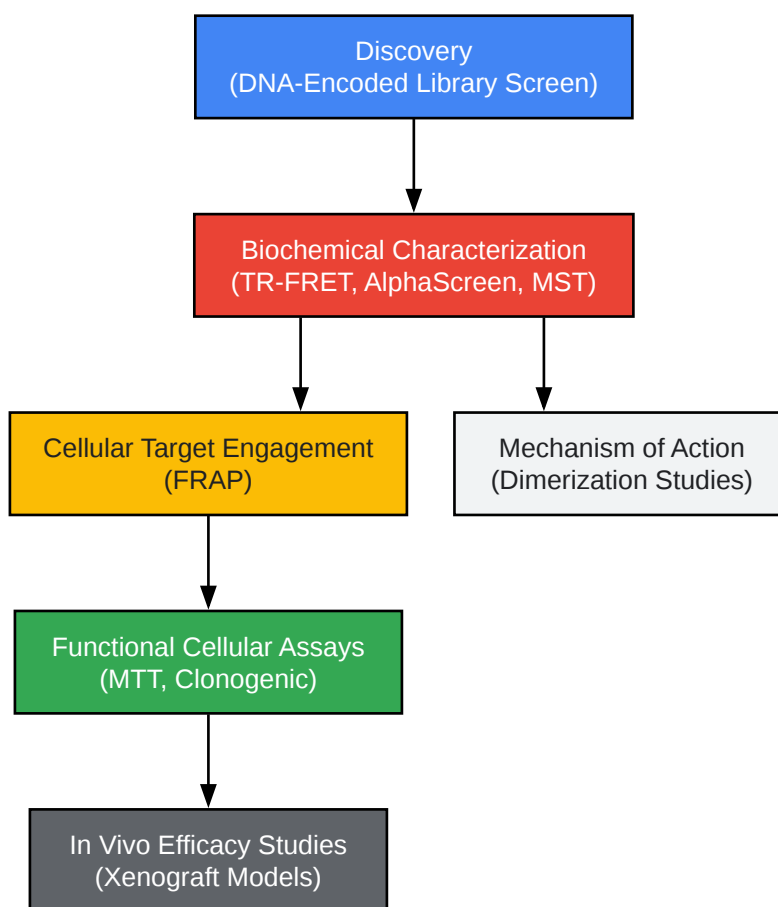 Discovery
(DNA-Encoded Library Screen)
Biochemical Characterization
(TR-FRET, AlphaScreen, MST)
Cellular Target Engagement
(FRAP)
Mechanism of Action
(Dimerization Studies)
Functional Cellular Assays
(MTT, Clonogenic)
In Vivo Efficacy Studies
(Xenograft Models)